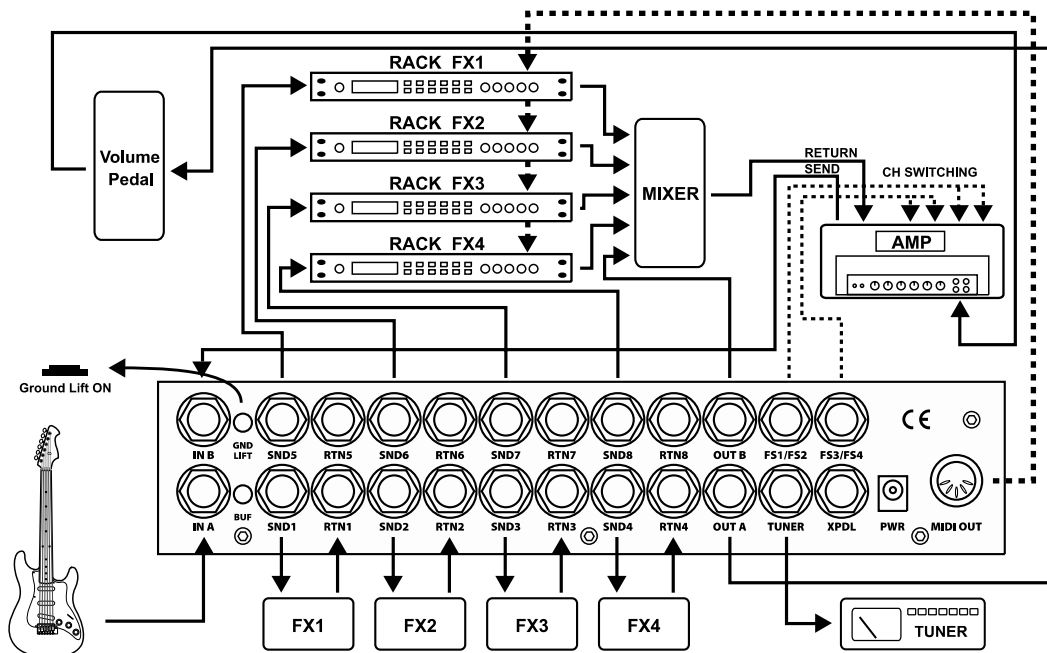 RACK FX1
RACK FX2
RACK FX3
RACK FX4
Volume
Pedal
MIXER
RETURN
SEND
CH SWITCHING
AMP
Ground Lift ON
IN B
GND
LIFT
SND5
RTN5
SND6
RTN6
SND7
RTN7
SND8
RTN8
OUT B
FS1/FS2
FS3/FS4
CE
IN A
BUF
SND1
RTN1
SND2
RTN2
SND3
RTN3
SND4
RTN4
OUT A
TUNER
XPDL
PWR
MIDI OUT
FX1
FX2
FX3
FX4
TUNER